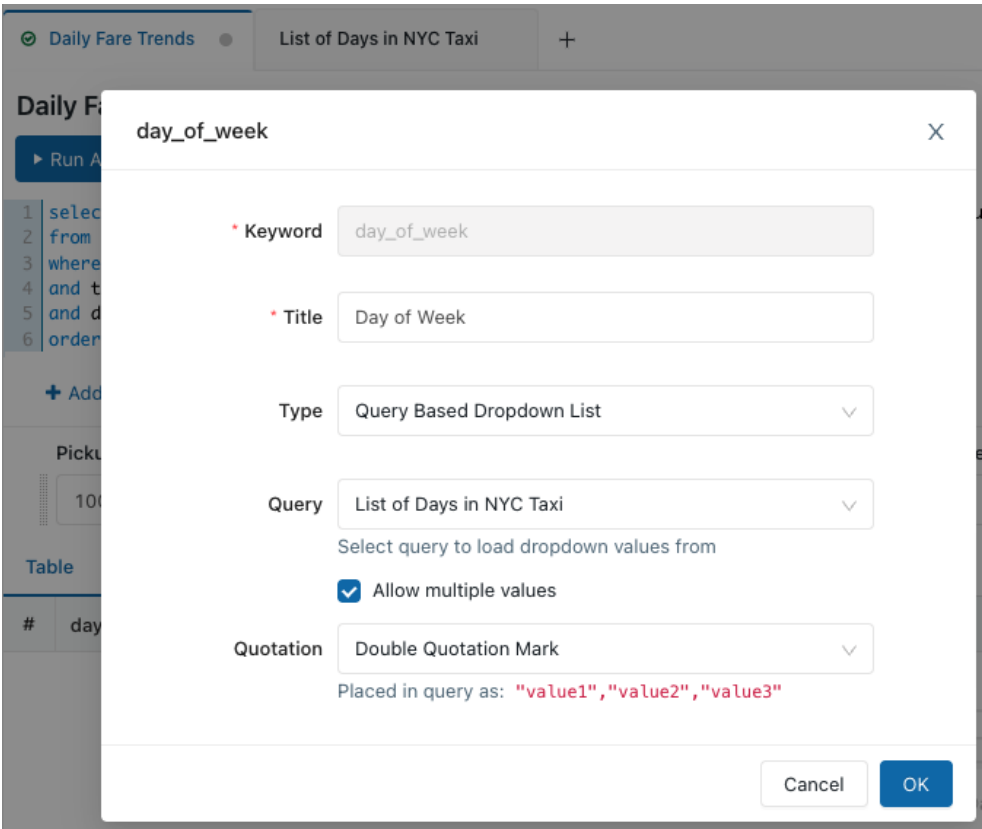 Daily Fare Trends
List of Days in NYC Taxi
+
Daily Fa
day_of_week
X
Run A
1 selec
2 from
3 where
4 and t
5 and d
6 order
* Keyword day_of_week
* Title Day of Week
+ Add
Type Query Based Dropdown List
Picku
100
Query List of Days in NYC Taxi
Select query to load dropdown values from
Table
Allow multiple values
# day
Quotation Double Quotation Mark
Placed in query as: "value1","value2","value3"
Cancel
OK